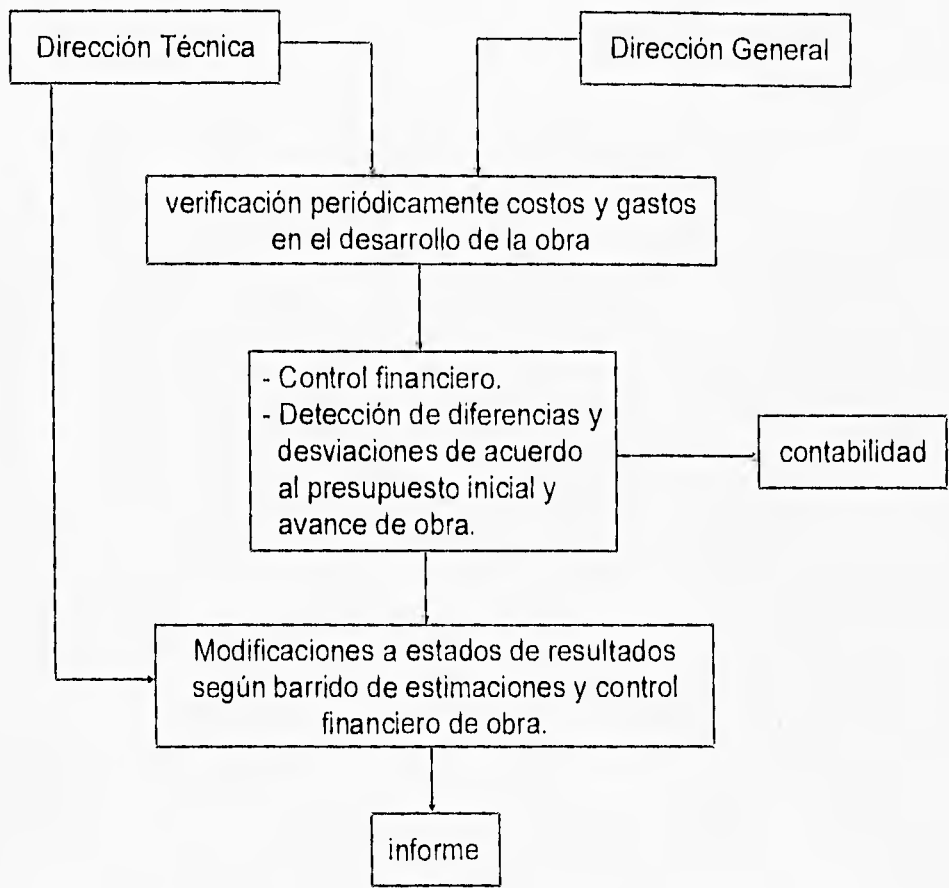 Dirección Técnica
Dirección General
verificación periódicamente costos y gastos
en el desarrollo de la obra
- Control financiero.
- Detección de diferencias y
desviaciones de acuerdo
al presupuesto inicial y
avance de obra.
contabilidad
Modificaciones a estados de resultados
según barrido de estimaciones y control
financiero de obra.
informe